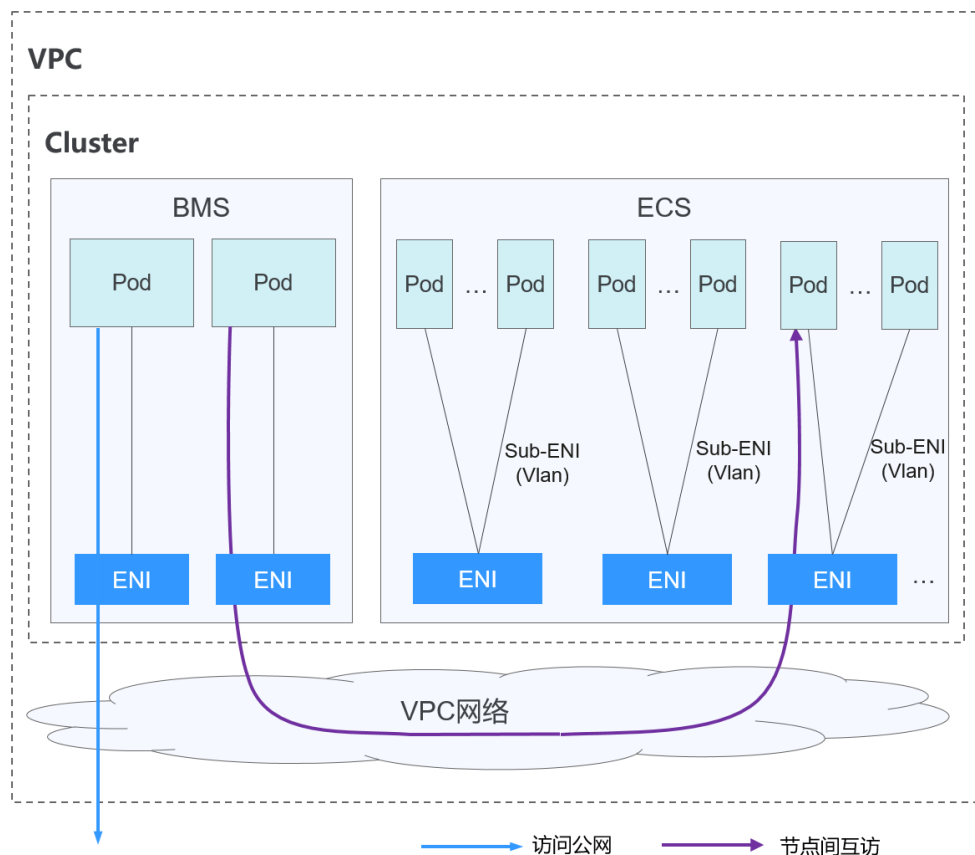 VPC
Cluster
BMS
ECS
Pod
Pod
Pod
...
Pod
Pod
...
Pod
Pod
...
Pod
Sub-ENI
(Vlan)
Sub-ENI
(Vlan)
Sub-ENI
(Vlan)
ENI
ENI
ENI
ENI
ENI
...
VPC网络
访问公网
节点间互访